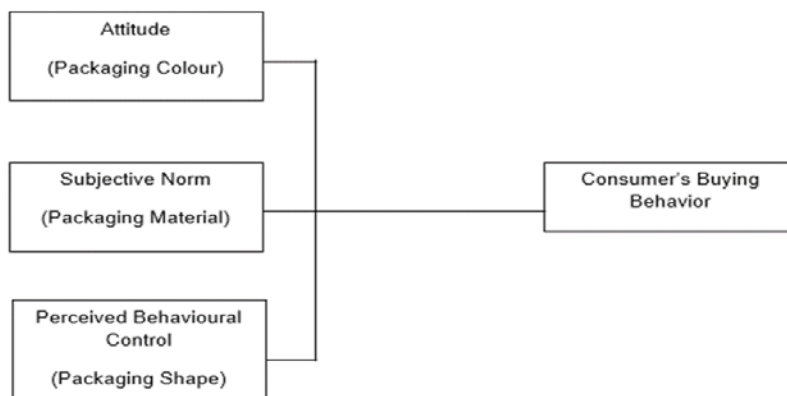 Attitude
(Packaging Colour)
Subjective Norm
(Packaging Material)
Consumer's Buying
Behavior
Perceived Behavioural
Control
(Packaging Shape)